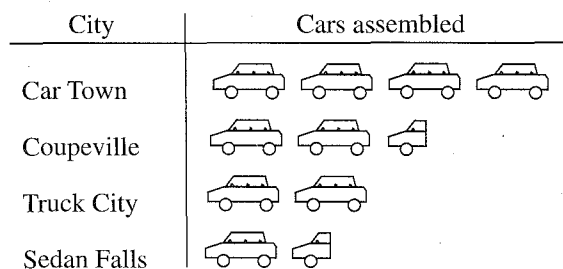 City Cars assembled
Car Town
Coupeville
Truck City
Sedan Falls